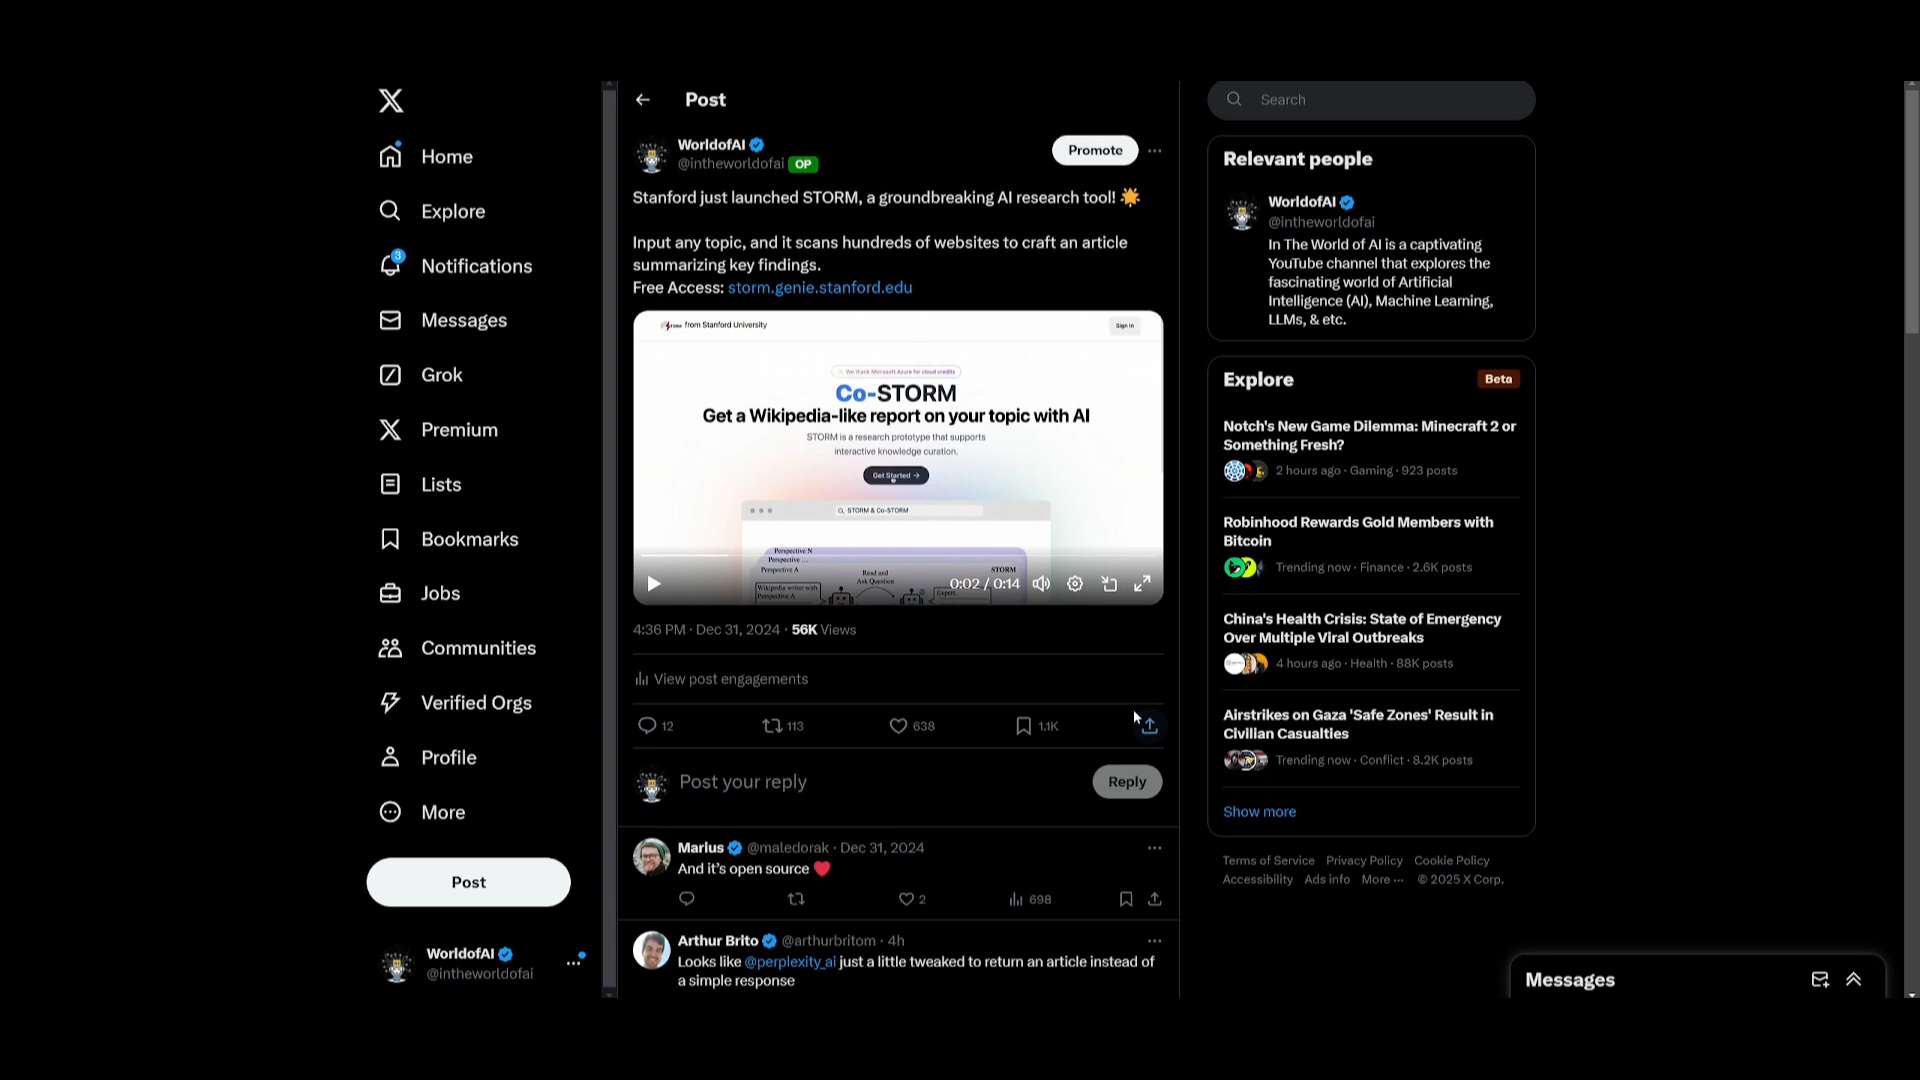 Home
Explore
3
Notifications
Messages
Grok
Premium
Lists
Bookmarks
Jobs
Communities
Verified Orgs
Profile
More
Post
WorldofAI
@intheworldofai
Post
WorldofAI
@intheworldofai OP
Promote
Stanford just launched STORM, a groundbreaking AI research tool! 🌟
Input any topic, and it scans hundreds of websites to craft an article
summarizing key findings.
Free Access: storm.genie.stanford.edu
STORM from Stanford University
Sign In
We thank Microsoft Azure for cloud credits
Co-STORM
Get a Wikipedia-like report on your topic with AI
STORM is a research prototype that supports
interactive knowledge curation.
Get Started →
STORM & Co-STORM
Perspective N
Perspective ...
Perspective A
Read and
Ask Question
STORM
Wikipedia writer with
Perspective A
Expert
0:02 / 0:14
4:36 PM · Dec 31, 2024 · 56K Views
View post engagements
12
113
638
1.1K
Post your reply
Reply
Marius @maledorak · Dec 31, 2024
And it's open source ❤️
2
698
Arthur Brito @arthurbritom · 4h
Looks like @perplexity_ai just a little tweaked to return an article instead of
a simple response
Search
Relevant people
WorldofAI
@intheworldofai
In The World of AI is a captivating
YouTube channel that explores the
fascinating world of Artificial
Intelligence (AI), Machine Learning,
LLMs, & etc.
Explore
Beta
Notch's New Game Dilemma: Minecraft 2 or
Something Fresh?
2 hours ago · Gaming · 923 posts
Robinhood Rewards Gold Members with
Bitcoin
Trending now · Finance · 2.6K posts
China's Health Crisis: State of Emergency
Over Multiple Viral Outbreaks
4 hours ago · Health · 88K posts
Airstrikes on Gaza 'Safe Zones' Result in
Civilian Casualties
Trending now · Conflict · 8.2K posts
Show more
Terms of Service Privacy Policy Cookie Policy
Accessibility Ads info More ··· © 2025 X Corp.
Messages